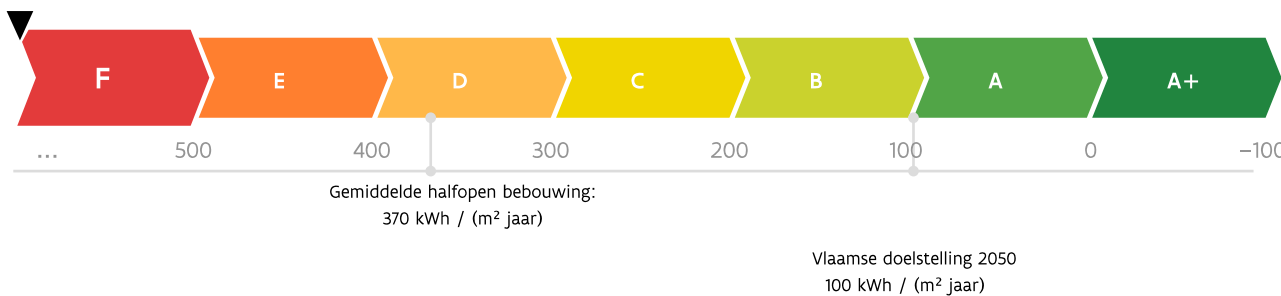 F E D C B A A+
... 500 400 300 200 100 0 −100
Gemiddelde halfopen bebouwing:
370 kWh / (m² jaar)
Vlaamse doelstelling 2050
100 kWh / (m² jaar)